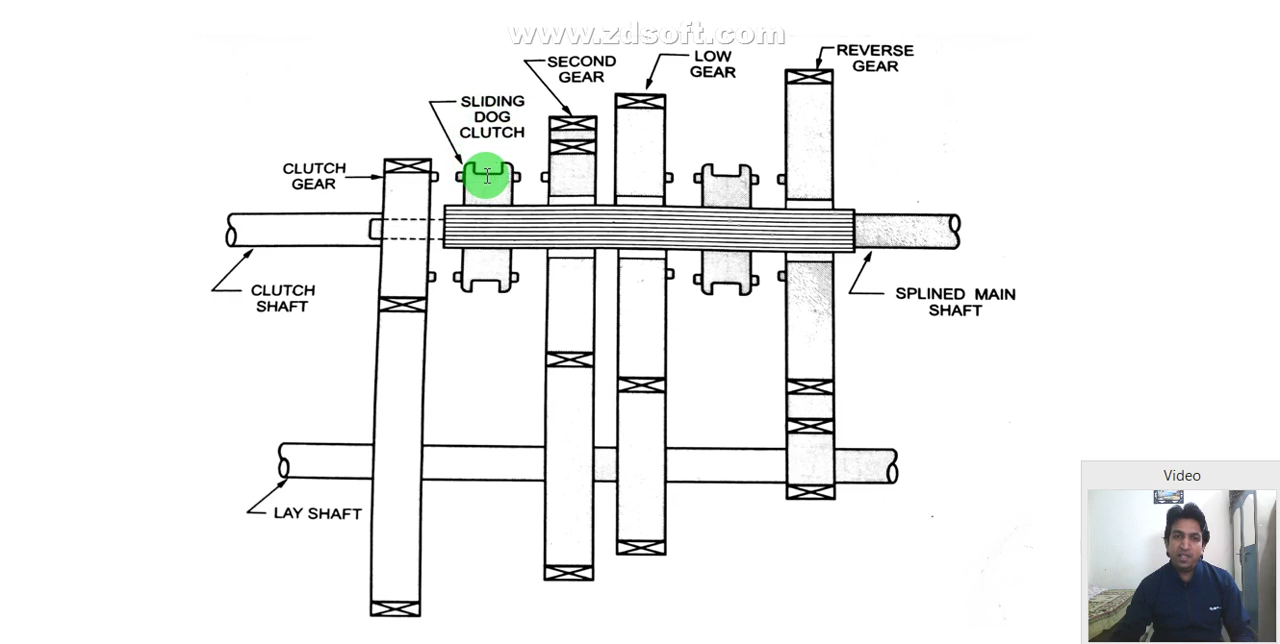 www.zdsoft.com
REVERSE
GEAR
LOW
GEAR
SECOND
GEAR
SLIDING
DOG
CLUTCH
CLUTCH
GEAR
CLUTCH
SHAFT
SPLINED MAIN
SHAFT
LAY SHAFT
Video